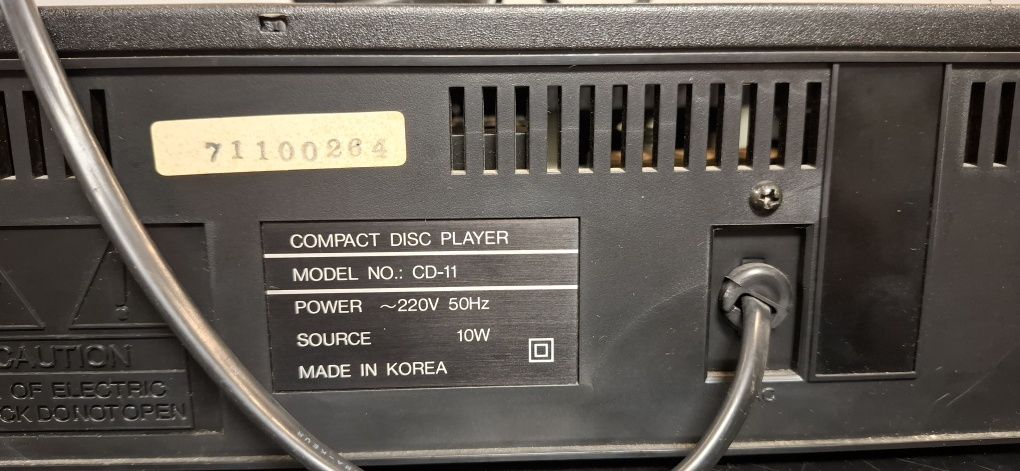 71100264
COMPACT DISC PLAYER
MODEL NO.: CD-11
POWER ~220V 50Hz
SOURCE 10W
MADE IN KOREA
CAUTION
OF ELECTRIC
DO NOT OPEN